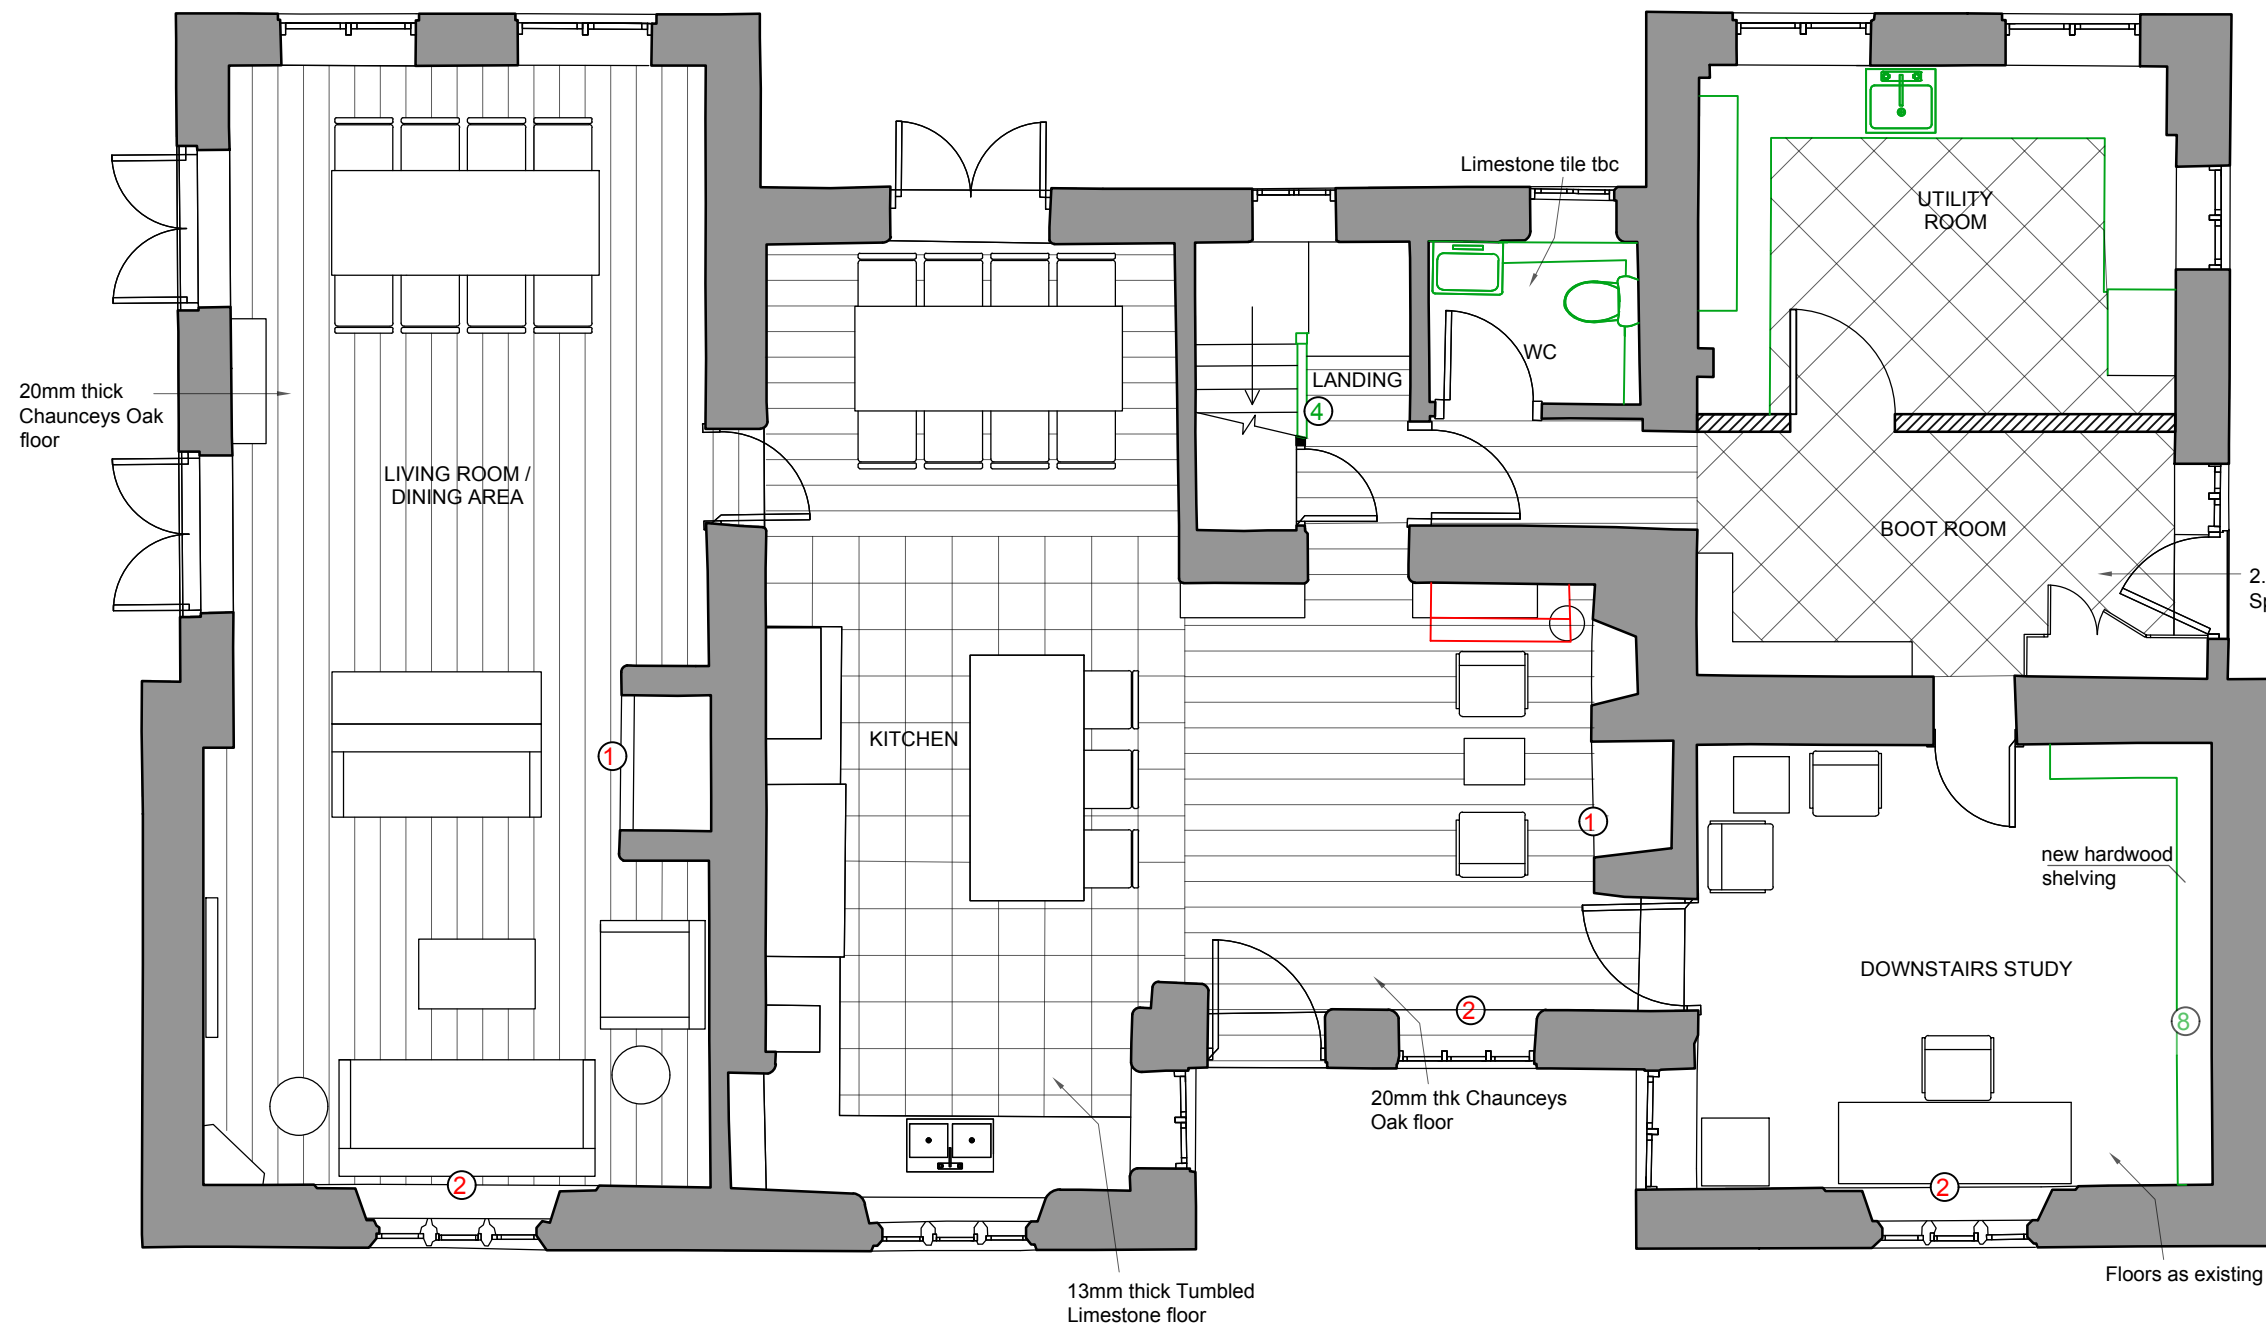 Limestone tile tbc
UTILITY
ROOM
WC
LANDING
4
20mm thick
Chaunceys Oak
floor
LIVING ROOM /
DINING AREA
BOOT ROOM
2.
Sp
KITCHEN
1
1
new hardwood
shelving
DOWNSTAIRS STUDY
2
8
20mm thk Chaunceys
Oak floor
2
2
Floors as existing
13mm thick Tumbled
Limestone floor